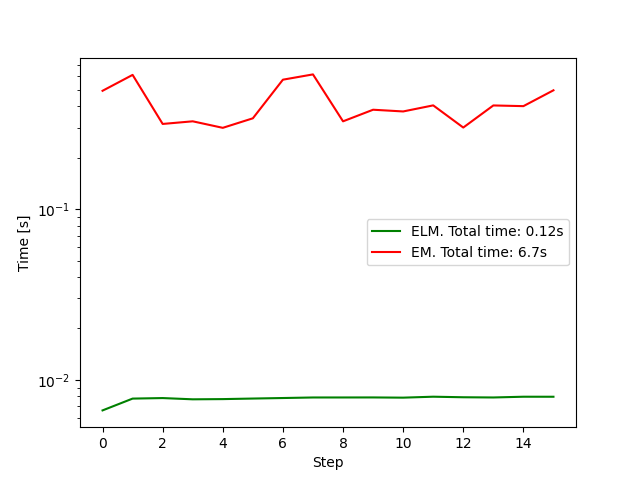 Time [s]
10⁻¹
10⁻²
ELM. Total time: 0.12s
EM. Total time: 6.7s
0 2 4 6 8 10 12 14
Step